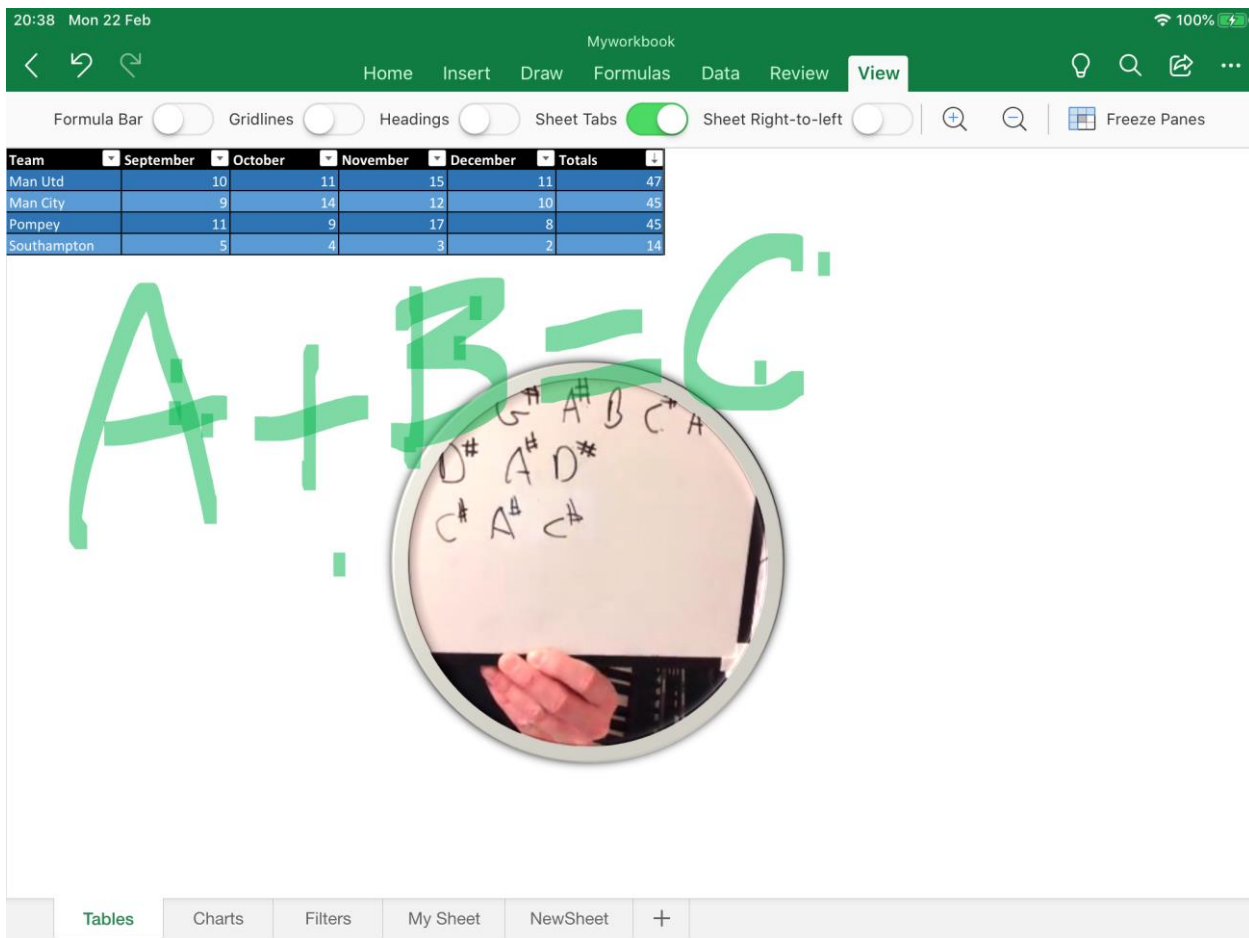 20:38 Mon 22 Feb 100%
Myworkbook
Home Insert Draw Formulas Data Review View
Formula Bar Gridlines Headings Sheet Tabs Sheet Right-to-left Freeze Panes
Team September October November December Totals
Man Utd 10 11 15 11 47
Man City 9 14 12 10 45
Pompey 11 9 17 8 45
Southampton 5 4 3 2 14
A+B=C
G# A# B C# A
D# A# D#
C# A# C#
Tables Charts Filters My Sheet NewSheet +